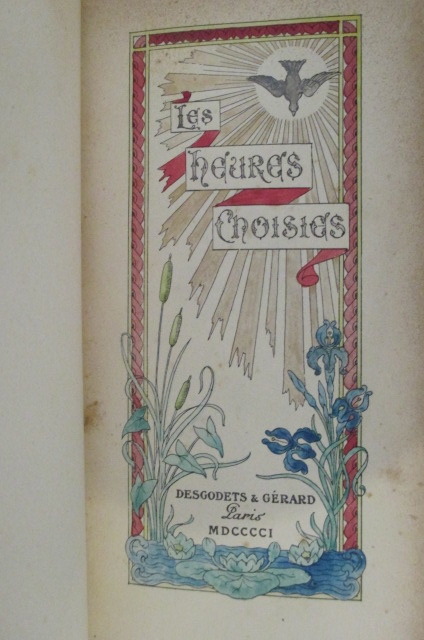 Les
Heures
Choisies
DESGODETS & GÉRARD
Paris
MDCCCCI